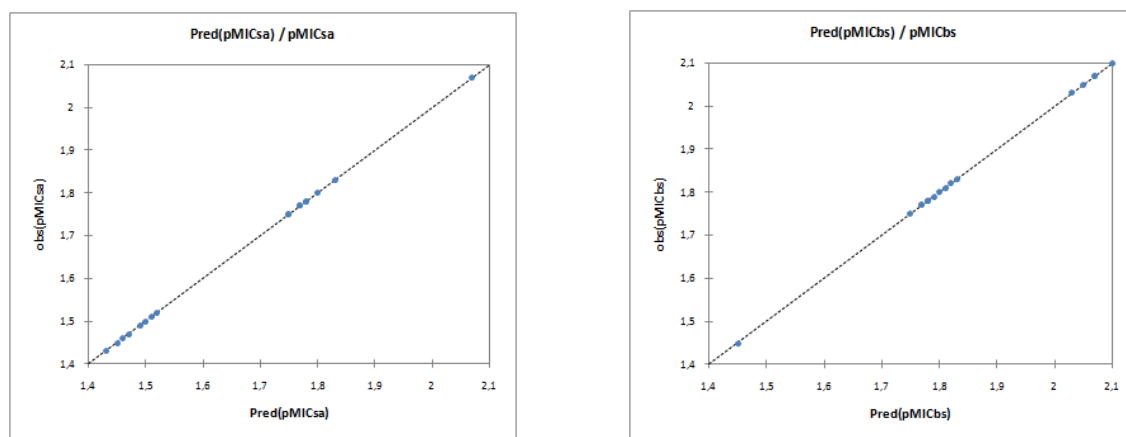 Pred(pMICsa) / pMICsa
2,1
2
1,9
1,8
1,7
1,6
1,5
1,4
obs(pMICsa)
1,4 1,5 1,6 1,7 1,8 1,9 2 2,1
Pred(pMICsa)
Pred(pMICbs) / pMICbs
2,1
2
1,9
1,8
1,7
1,6
1,5
1,4
obs(pMICbs)
1,4 1,5 1,6 1,7 1,8 1,9 2 2,1
Pred(pMICbs)